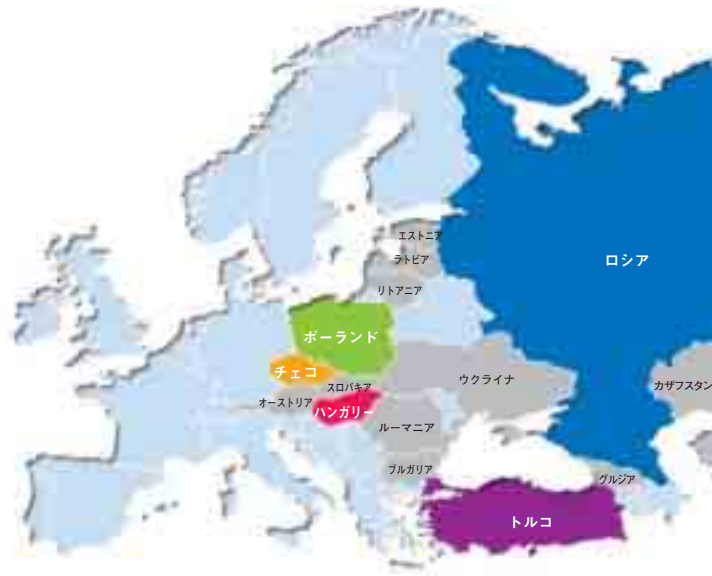 エストニア
ラトビア
ロシア
リトアニア
ポーランド
チェコ
スロバキア
ウクライナ
カザフスタン
オーストリア
ハンガリー
ルーマニア
ブルガリア
グルジア
トルコ